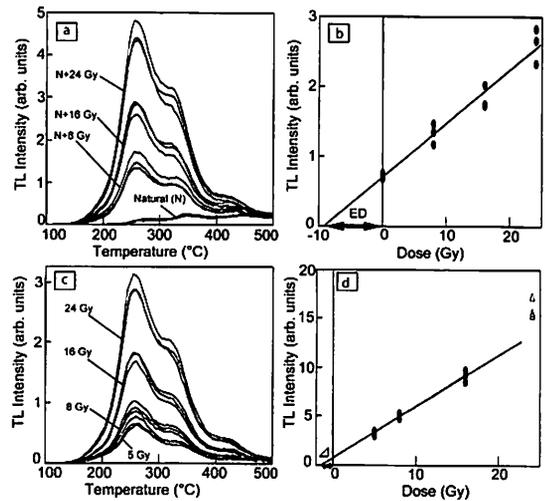 a
TL Intensity (arb. units)
5
4
3
2
1
0
N+24 Gy
N+16 Gy
N+8 Gy
Natural (N)
100 200 300 400 500
Temperature (°C)
b
TL Intensity (arb. units)
3
2
1
0
ED
-10 0 10 20
Dose (Gy)
c
TL Intensity (arb. units)
3
2
1
0
24 Gy
16 Gy
8 Gy
5 Gy
100 200 300 400 500
Temperature (°C)
d
TL Intensity (arb. units)
20
15
10
5
0
0 10 20
Dose (Gy)